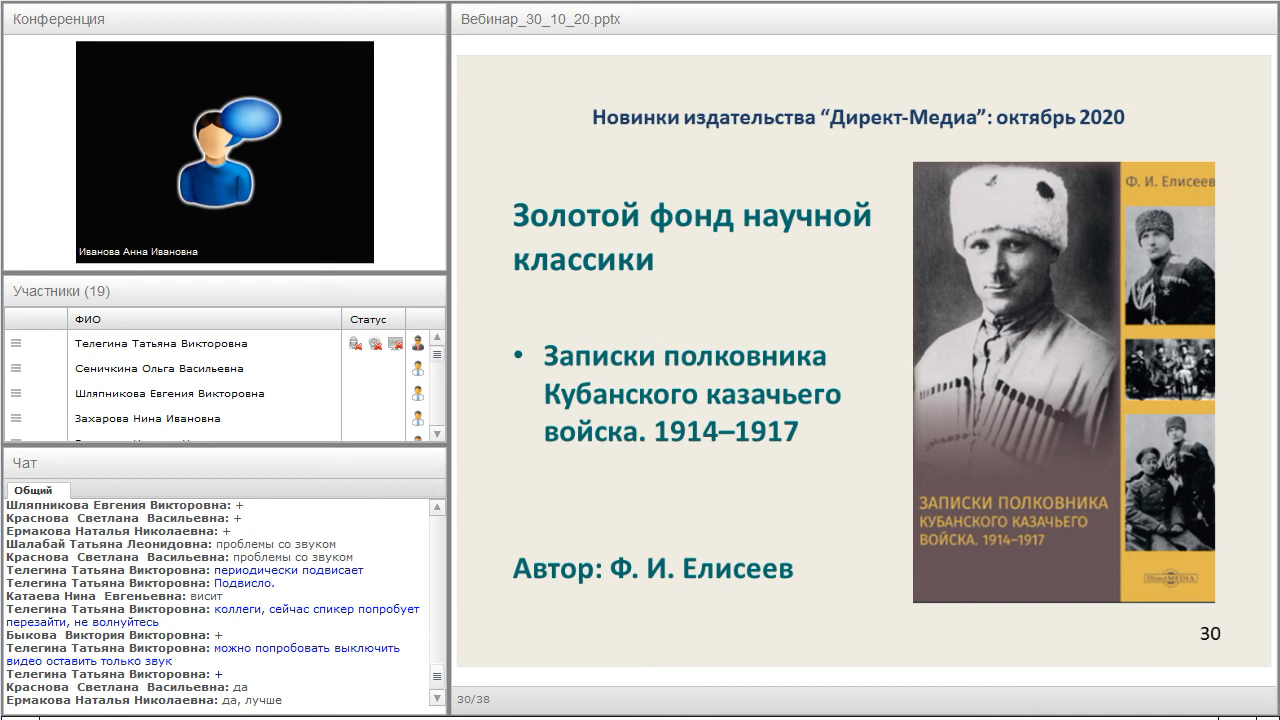 Конференция
Иванова Анна Ивановна
Участники (19)
ФИО
Статус
Телегина Татьяна Викторовна
Сеничкина Ольга Васильевна
Шляпникова Евгения Викторовна
Захарова Нина Ивановна
Чат
Общий
Шляпникова Евгения Викторовна: +
Краснова Светлана Васильевна: +
Ермакова Наталья Николаевна: +
Шалабай Татьяна Леонидовна: проблемы со звуком
Краснова Светлана Васильевна: проблемы со звуком
Телегина Татьяна Викторовна: периодически подвисает
Телегина Татьяна Викторовна: Подвисло.
Катаева Нина Евгеньевна: висит
Телегина Татьяна Викторовна: коллеги, сейчас спикер попробует
перезайти, не волнуйтесь
Быкова Виктория Викторовна: +
Телегина Татьяна Викторовна: можно попробовать выключить
видео оставить только звук
Телегина Татьяна Викторовна: +
Краснова Светлана Васильевна: да
Ермакова Наталья Николаевна: да, лучше
Вебинар_30_10_20.pptx
Новинки издательства “Директ-Медиа”: октябрь 2020
Золотой фонд научной
классики
• Записки полковника
Кубанского казачьего
войска. 1914–1917
Автор: Ф. И. Елисеев
Ф. И. Елисеев
ЗАПИСКИ ПОЛКОВНИКА
КУБАНСКОГО КАЗАЧЬЕГО
ВОЙСКА. 1914–1917
DirectMEDIA
30
30/38